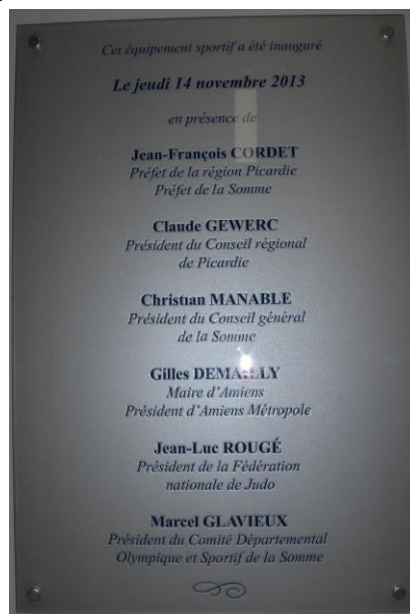 Cet équipement sportif a été inauguré
Le jeudi 14 novembre 2013
en présence de
Jean-François CORDET
Préfet de la région Picardie
Préfet de la Somme
Claude GEWERC
Président du Conseil régional
de Picardie
Christian MANABLE
Président du Conseil général
de la Somme
Gilles DEMAILLY
Maire d'Amiens
Président d'Amiens Métropole
Jean-Luc ROUGÉ
Président de la Fédération
nationale de Judo
Marcel GLAVIEUX
Président du Comité Départemental
Olympique et Sportif de la Somme